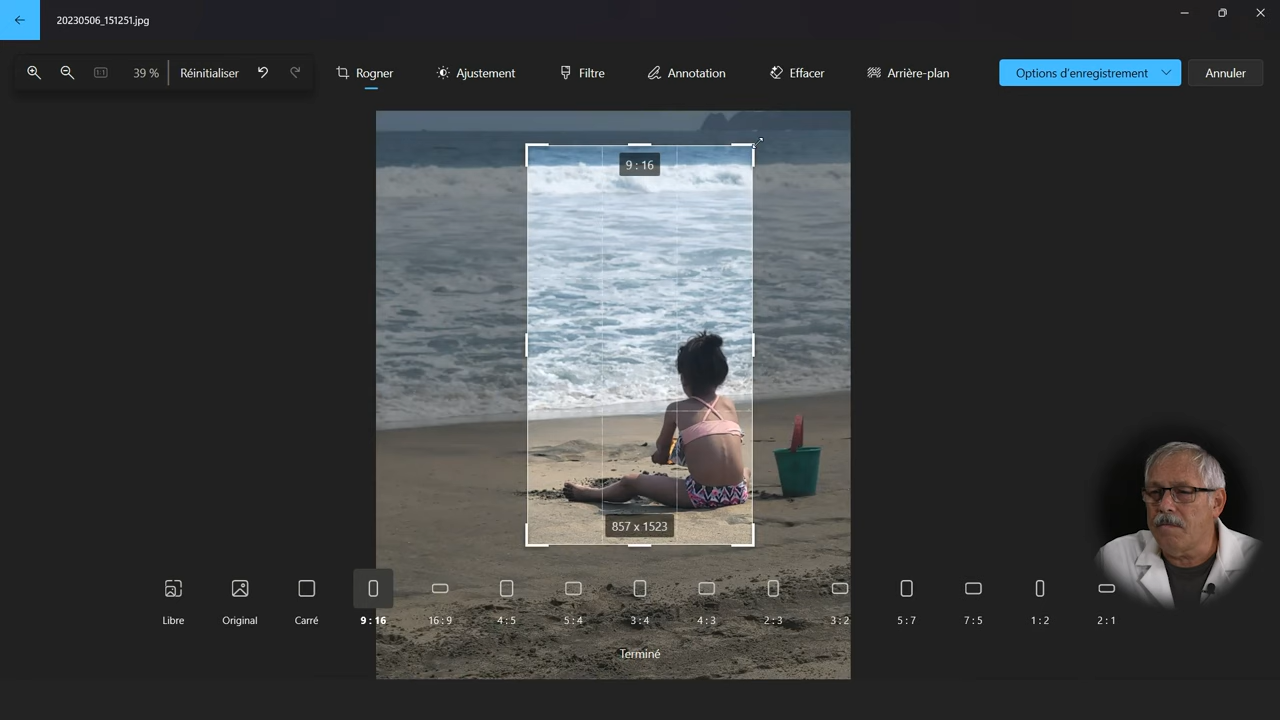 20230506_151251.jpg
39 %
Réinitialiser
Rogner
Ajustement
Filtre
Annotation
Effacer
Arrière-plan
Options d'enregistrement
Annuler
9 : 16
857 x 1523
Libre
Original
Carré
9 : 16
16 : 9
4 : 5
5 : 4
3 : 4
4 : 3
2 : 3
3 : 2
5 : 7
7 : 5
1 : 2
2 : 1
Terminé